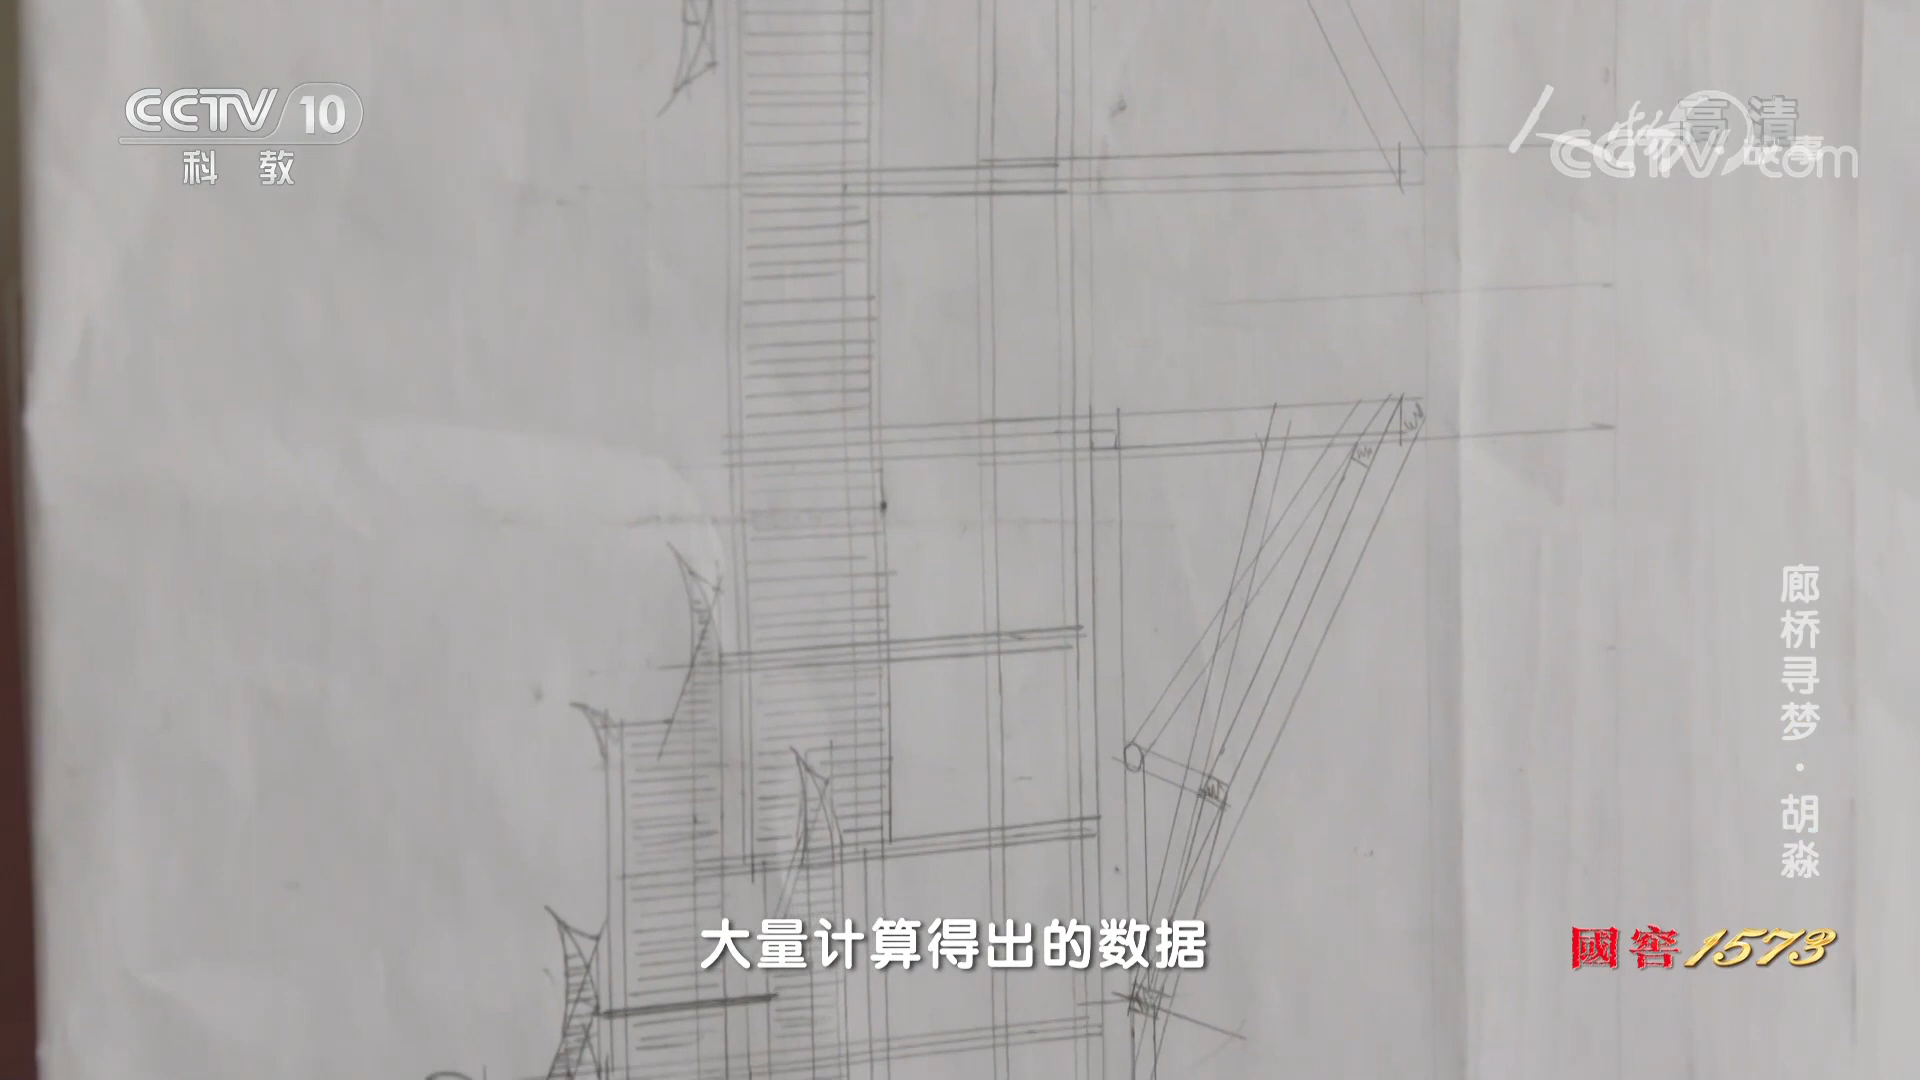 CCTV 10
科 教
人物 故事
高清
CCTV.com
廊桥寻梦·胡淼
大量计算得出的数据
國窖1573